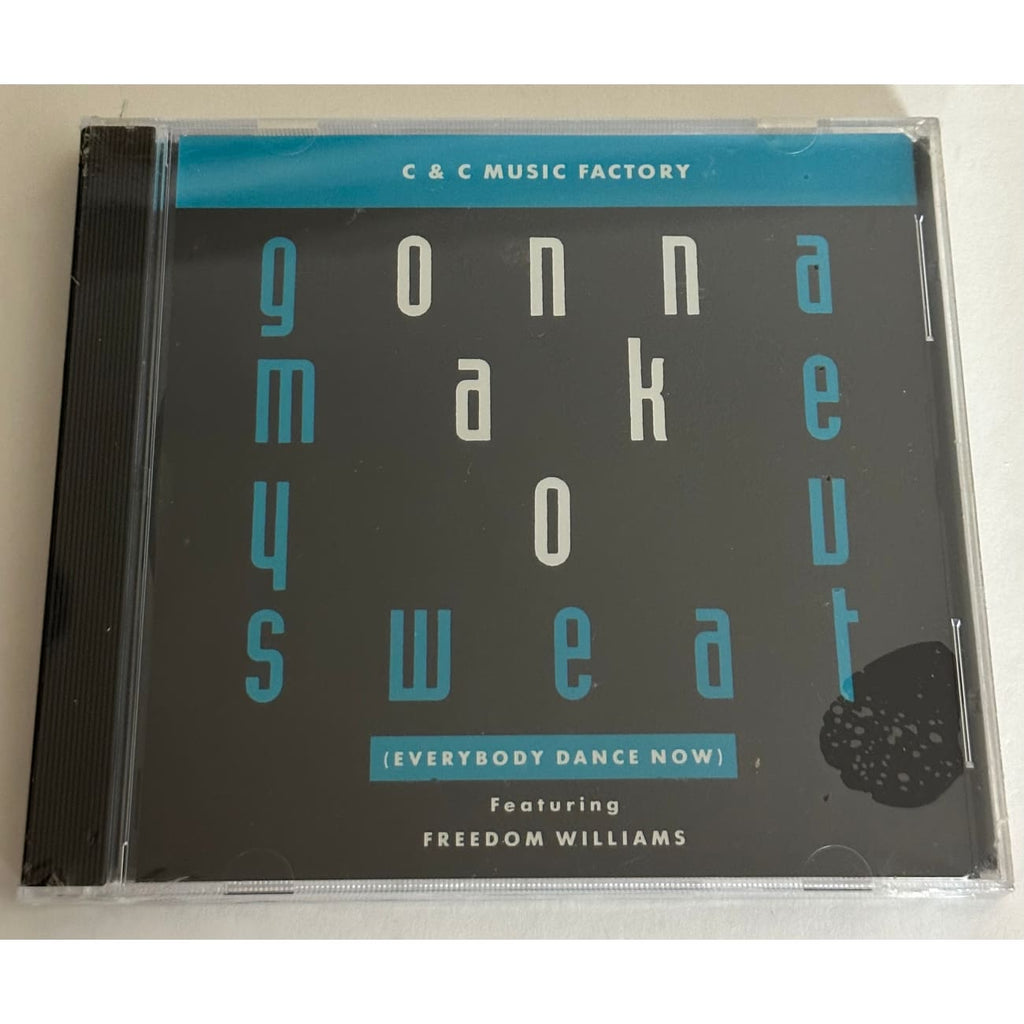 C & C MUSIC FACTORY
gonna
make
you
sweat
(EVERYBODY DANCE NOW)
Featuring
FREEDOM WILLIAMS